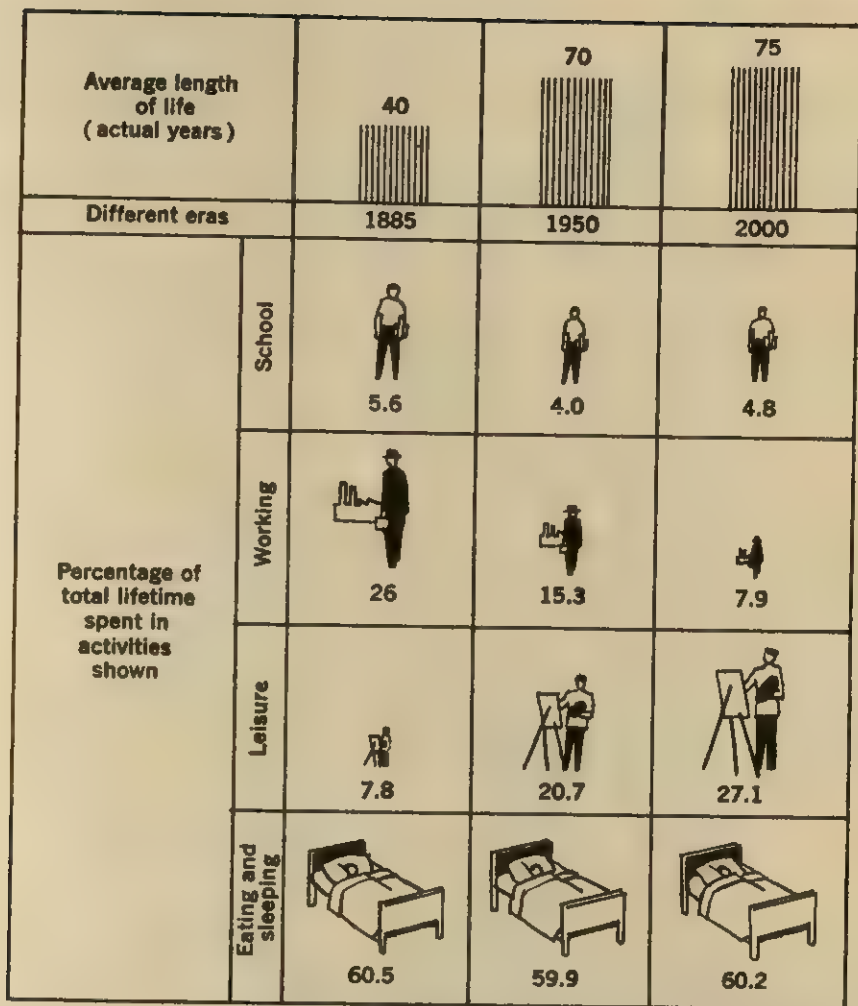 Average length
of life
(actual years)
40
70
75
Different eras
1885
1950
2000
Percentage of
total lifetime
spent in
activities
shown
School
5.6
4.0
4.8
Working
26
15.3
7.9
Leisure
7.8
20.7
27.1
Eating and
sleeping
60.5
59.9
60.2